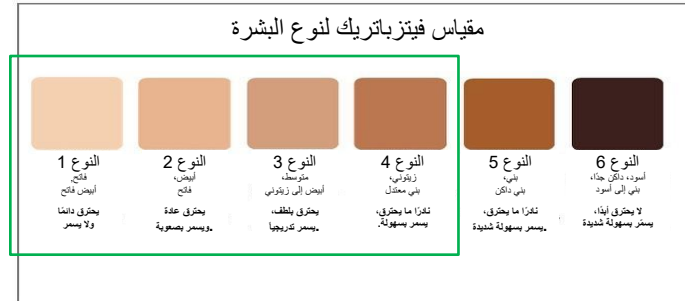 مقياس فيتزباتريك لنوع البشرة
النوع 1
فاتح,
أبيض فاتح
يحترق دائمًا
ولا يسمر
النوع 2
أبيض،
فاتح
يحترق عادة
ويسمر بصعوبة.
النوع 3
متوسط،
أبيض إلى زيتوني
يحترق بلطف،
يسمر تدريجياً.
النوع 4
زيتوني،
بني معتدل
نادرًا ما يحترق،
يسمر بسهولة.
النوع 5
بني،
بني داكن
نادرًا ما يحترق،
يسمر بسهولة شديدة.
النوع 6
أسود، داكن جدًا،
بني إلى أسود
لا يحترق أبدًا،
يسمّر بسهولة شديدة